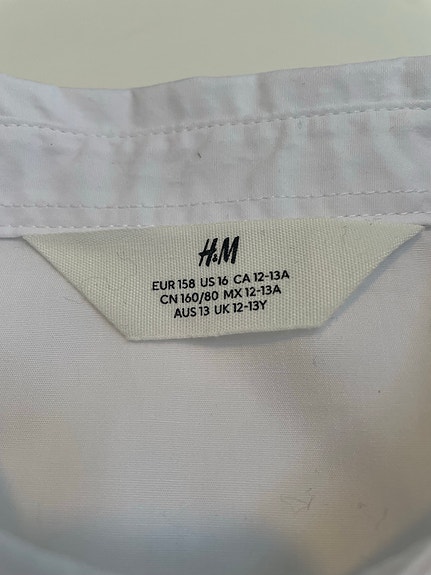 H&M
EUR 158 US 16 CA 12-13A
CN 160/80 MX 12-13A
AUS 13 UK 12-13Y